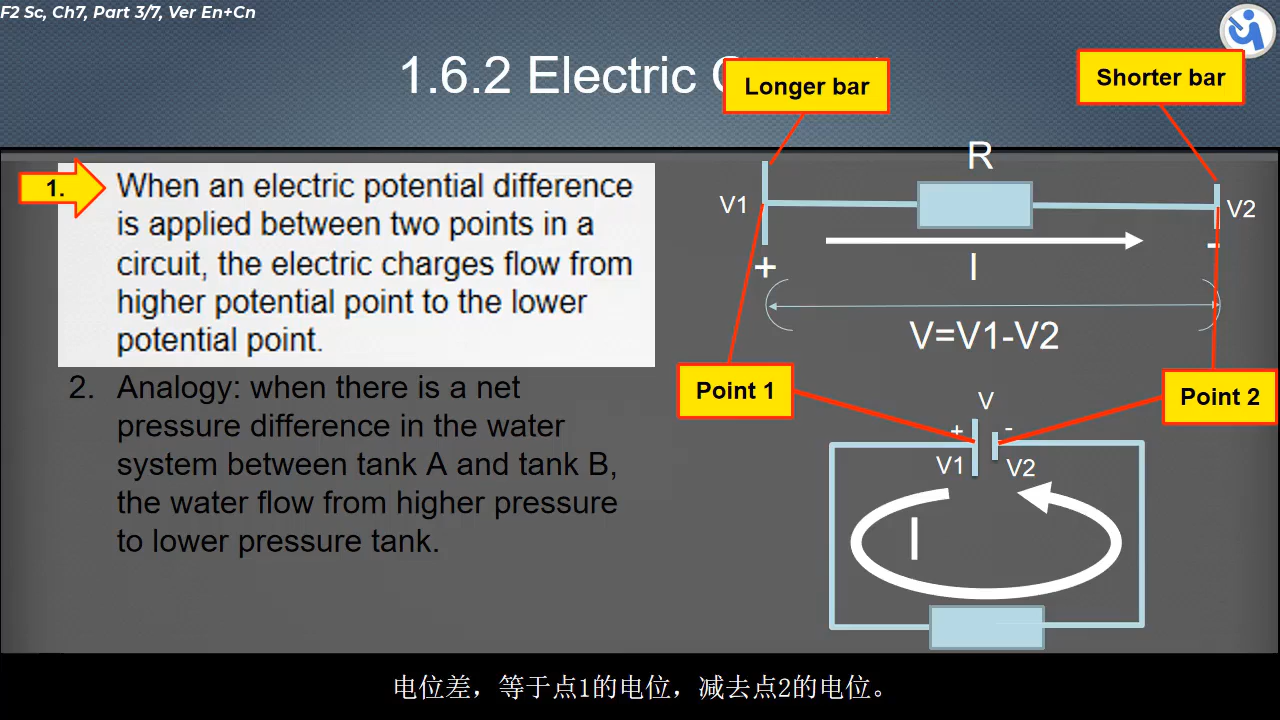 F2 Sc, Ch7, Part 3/7, Ver En+Cn
1.6.2 Electric
Longer bar
Shorter bar
1.
When an electric potential difference
is applied between two points in a
circuit, the electric charges flow from
higher potential point to the lower
potential point.
2. Analogy: when there is a net
pressure difference in the water
system between tank A and tank B,
the water flow from higher pressure
to lower pressure tank.
R
V1
V2
+
-
I
V=V1-V2
Point 1
Point 2
V
+
-
V1
V2
I
电位差，等于点1的电位，减去点2的电位。